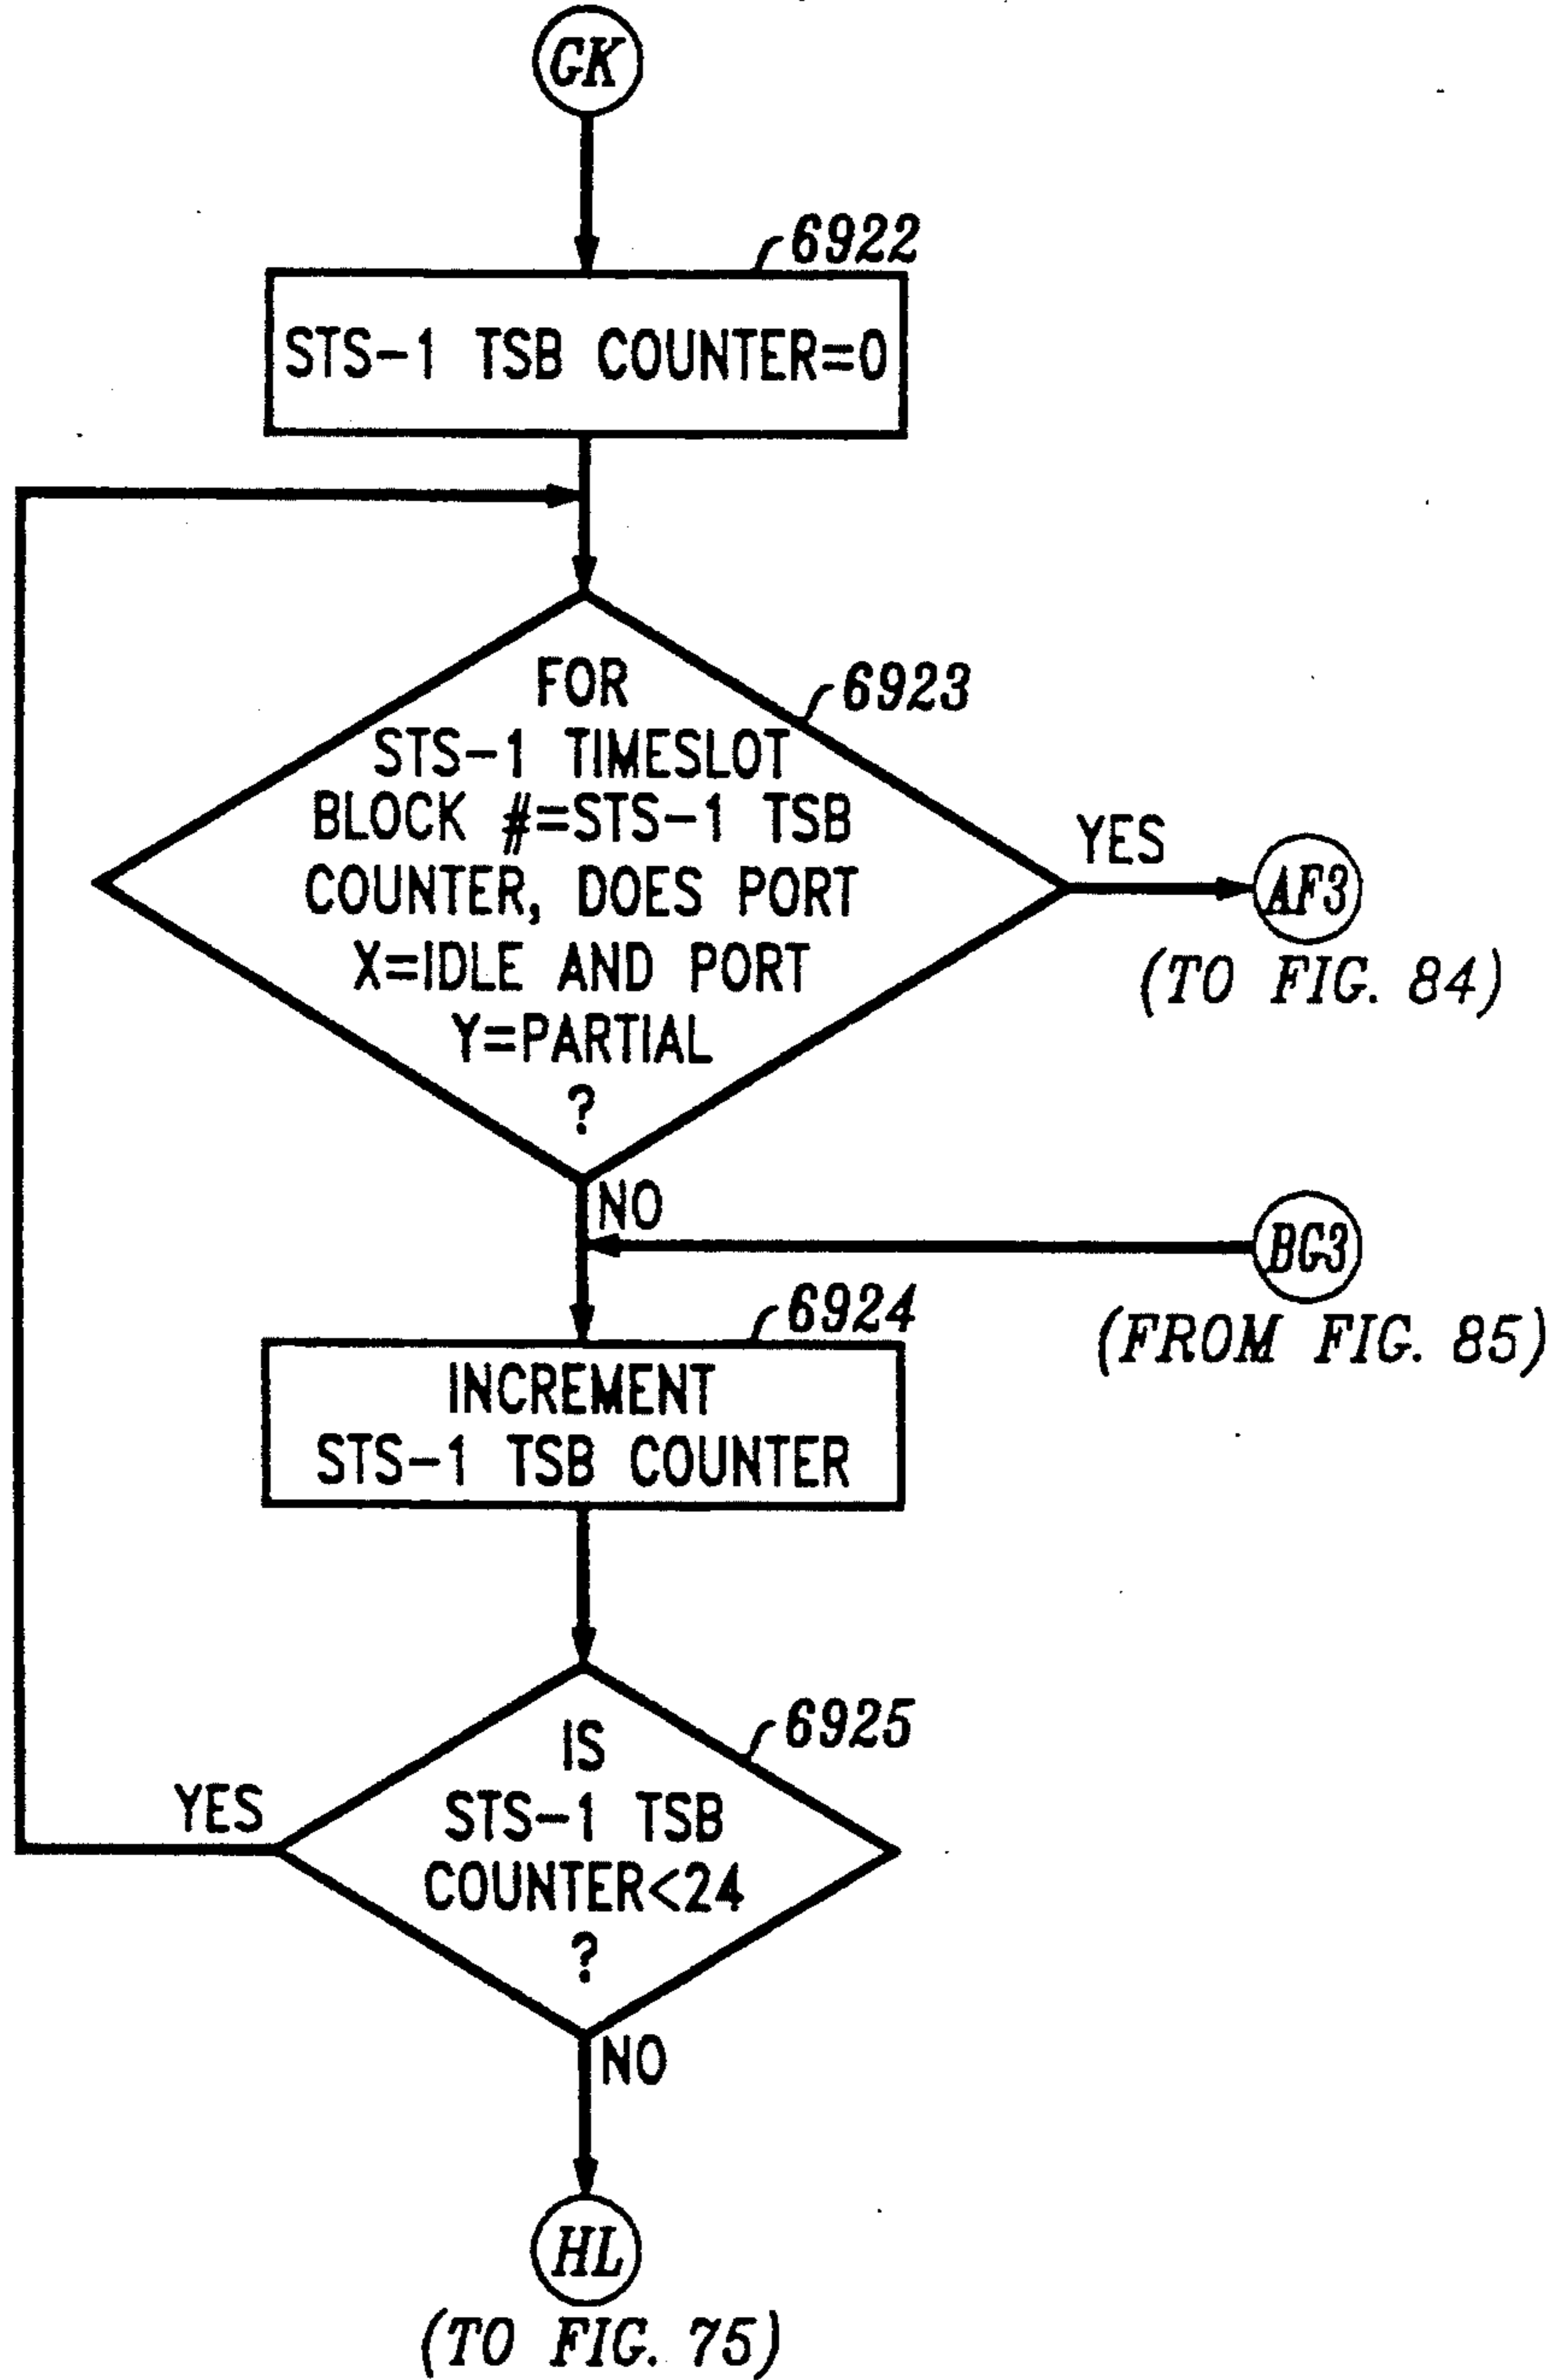 GK
6922
STS-1 TSB COUNTER=0
FOR
6923
STS-1 TIMESLOT
BLOCK #=STS-1 TSB
COUNTER, DOES PORT
X=IDLE AND PORT
Y=PARTIAL
?
YES
AF3
(TO FIG. 84)
NO
BG3
(FROM FIG. 85)
6924
INCREMENT
STS-1 TSB COUNTER
6925
IS
STS-1 TSB
COUNTER<24
?
YES
NO
HL
(TO FIG. 75)